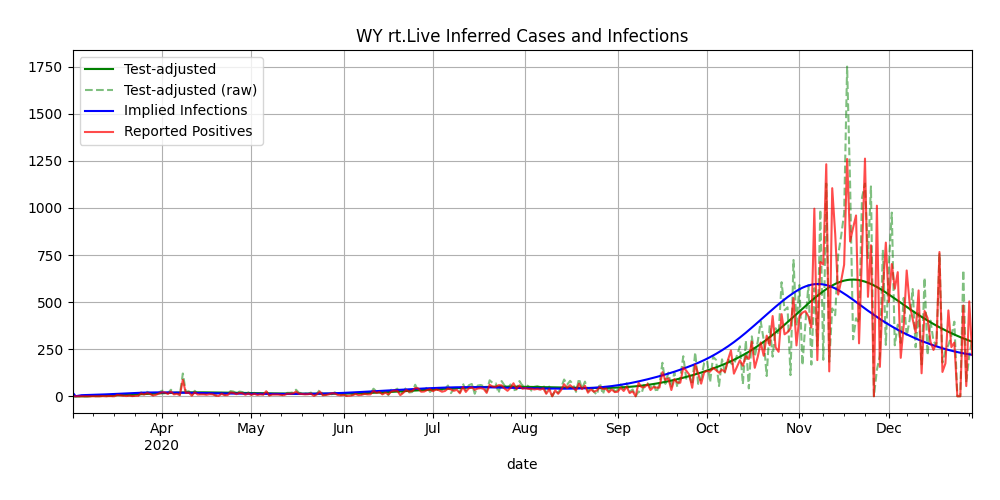 WY rt.Live Inferred Cases and Infections
Test-adjusted
Test-adjusted (raw)
Implied Infections
Reported Positives
1750
1500
1250
1000
750
500
250
0
Apr May Jun Jul Aug Sep Oct Nov Dec
2020
date